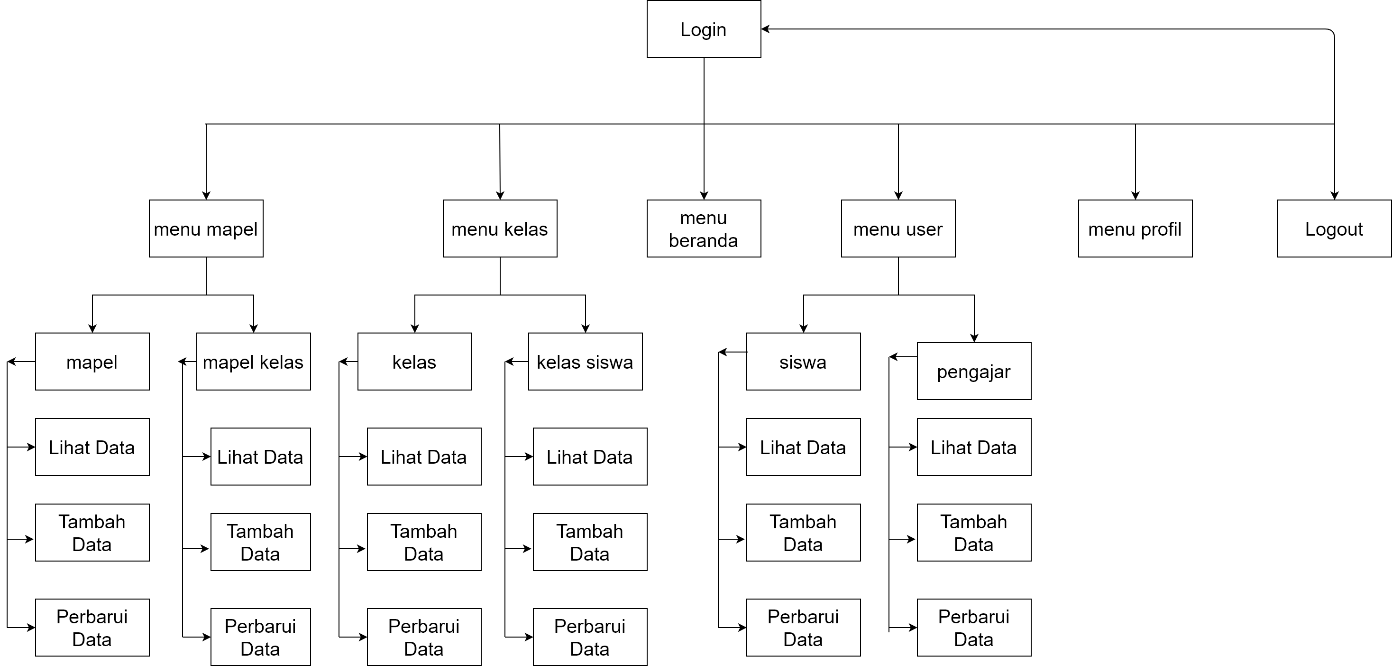 Login
menu mapel
menu kelas
menu
beranda
menu user
menu profil
Logout
mapel
mapel kelas
kelas
kelas siswa
siswa
pengajar
Lihat Data
Lihat Data
Lihat Data
Lihat Data
Lihat Data
Lihat Data
Tambah
Data
Tambah
Data
Tambah
Data
Tambah
Data
Tambah
Data
Tambah
Data
Perbarui
Data
Perbarui
Data
Perbarui
Data
Perbarui
Data
Perbarui
Data
Perbarui
Data